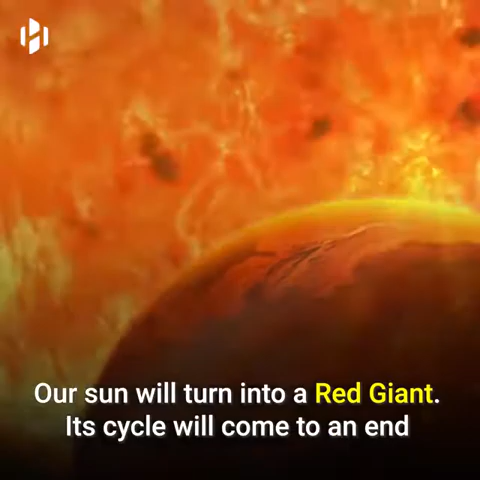 Our sun will turn into a Red Giant.
Its cycle will come to an end